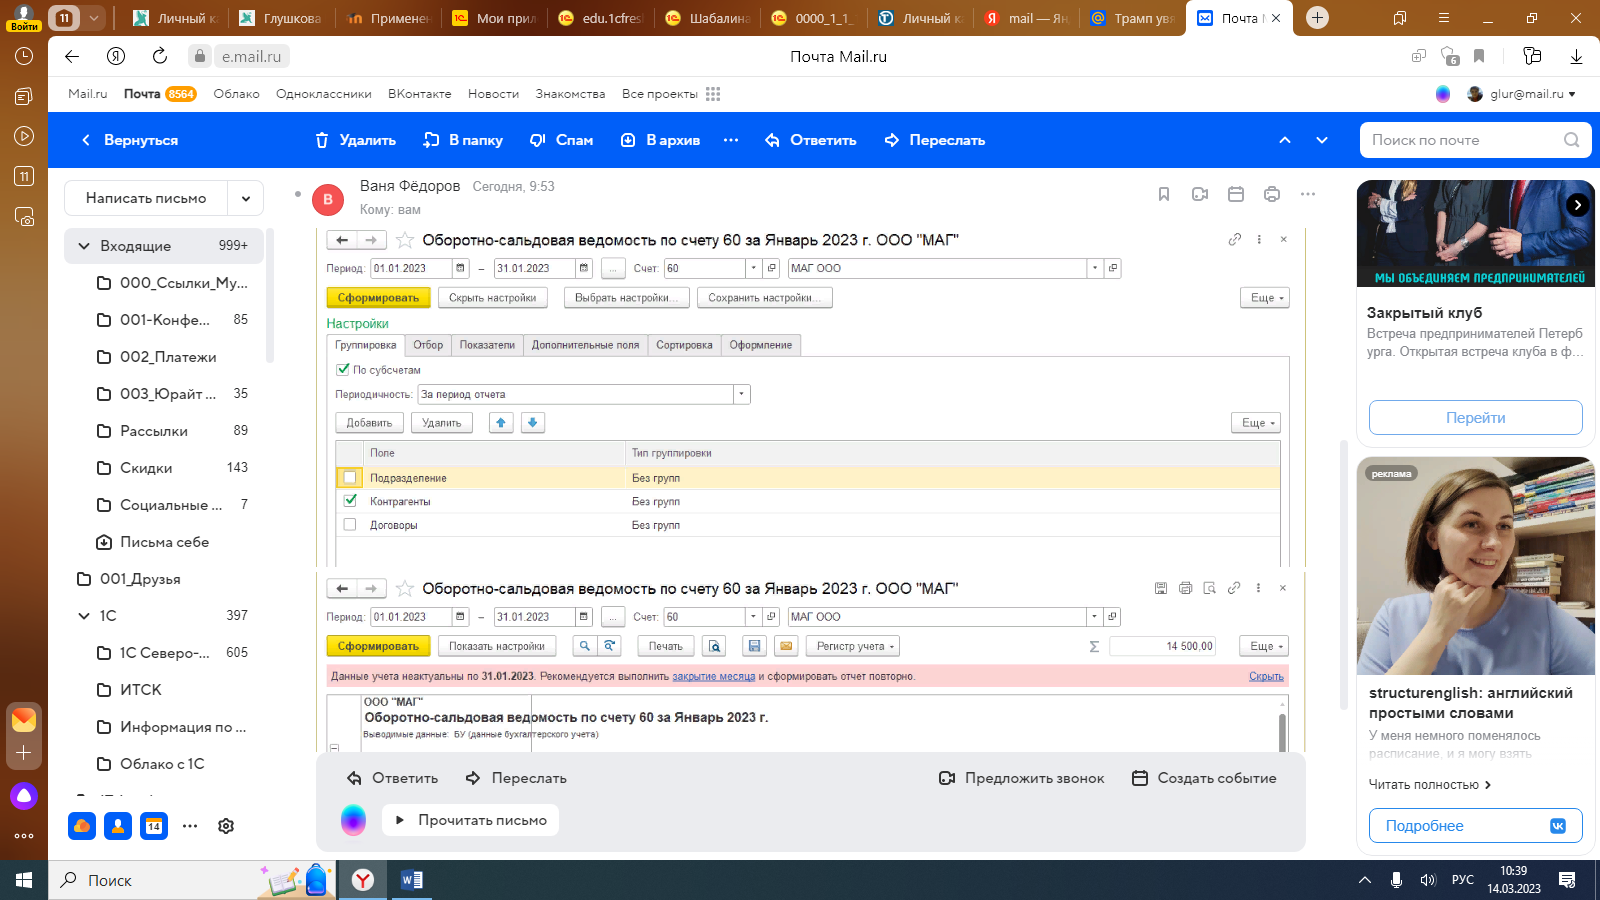 Войти
11
Личный ка
Глушкова
Применен
Мои прил
edu.1cfresh
Шабалина
0000_1_1_
Личный ка
mail — Ян
Трамп увя
Почта М
e.mail.ru
Почта Mail.ru
6
Mail.ru
Почта 8564
Облако
Одноклассники
ВКонтакте
Новости
Знакомства
Все проекты
glur@mail.ru
Вернуться
Удалить
В папку
Спам
В архив
Ответить
Переслать
Поиск по почте
11
Написать письмо
Входящие 999+
000_Ссылки_Му...
001-Конфе... 85
002_Платежи
003_Юрайт ... 35
Рассылки 89
Скидки 143
Социальные ... 7
Письма себе
001_Друзья
1С 397
1С Северо-... 605
ИТСК
Информация по ...
Облако с 1С
14
В
Ваня Фёдоров Сегодня, 9:53
Кому: вам
Оборотно-сальдовая ведомость по счету 60 за Январь 2023 г. ООО "МАГ"
Период: 01.01.2023 – 31.01.2023 ... Счет: 60 МАГ ООО
Сформировать Скрыть настройки Выбрать настройки... Сохранить настройки... Еще
Настройки
Группировка Отбор Показатели Дополнительные поля Сортировка Оформление
По субсчетам
Периодичность: За период отчета
Добавить Удалить Еще
Поле Тип группировки
Подразделение Без групп
Контрагенты Без групп
Договоры Без групп
Оборотно-сальдовая ведомость по счету 60 за Январь 2023 г. ООО "МАГ"
Период: 01.01.2023 – 31.01.2023 ... Счет: 60 МАГ ООО
Сформировать Показать настройки Печать Регистр учета Σ 14 500,00 Еще
Данные учета неактуальны по 31.01.2023. Рекомендуется выполнить закрытие месяца и сформировать отчет повторно. Скрыть
ООО "МАГ"
Оборотно-сальдовая ведомость по счету 60 за Январь 2023 г.
Выводимые данные: БУ (данные бухгалтерского учета)
Ответить
Переслать
Предложить звонок
Создать событие
Прочитать письмо
МЫ ОБЪЕДИНЯЕМ ПРЕДПРИНИМАТЕЛЕЙ
Закрытый клуб
Встреча предпринимателей Петерб
урга. Открытая встреча клуба в ф...
Перейти
реклама
structurenglish: английский
простыми словами
У меня немного поменялось
расписание, и я могу взять
Читать полностью
Подробнее
Поиск
РУС
10:39
14.03.2023